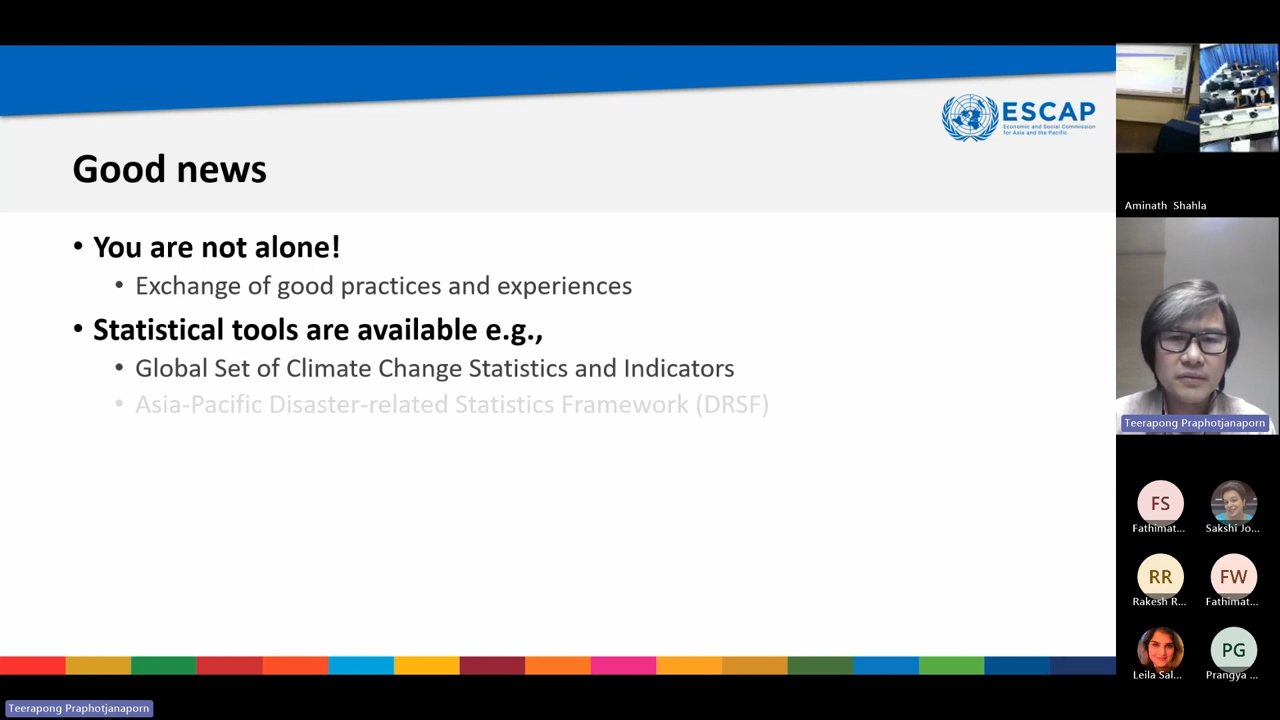 ESCAP
Economic and Social Commission
for Asia and the Pacific
Good news
• You are not alone!
• Exchange of good practices and experiences
• Statistical tools are available e.g.,
• Global Set of Climate Change Statistics and Indicators
• Asia-Pacific Disaster-related Statistics Framework (DRSF)
Aminath Shahla
Teerapong Praphotjanaporn
FS
Fathimat...
Sakshi Jo...
RR
Rakesh R...
FW
Fathimat...
Leila Sal...
PG
Prangya ...
Teerapong Praphotjanaporn